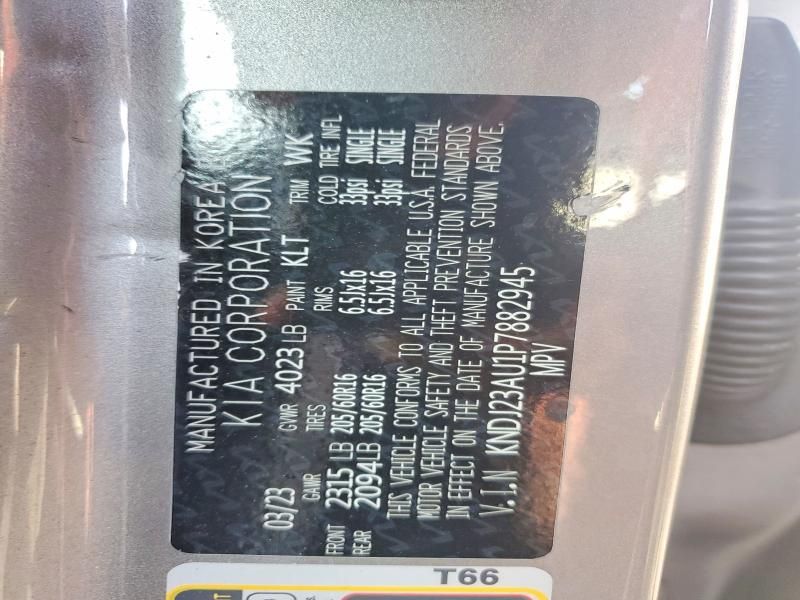 MANUFACTURED IN KOREA
KIA CORPORATION
03/23 GVWR 4023 LB PAINT KLT TRIM WK
GAWR TIRES RIMS COLD TIRE INFL
FRONT 2315 LB 205/60R16 6.5Jx16 33psi SINGLE
REAR 2094LB 205/60R16 6.5Jx16 33psi SINGLE
THIS VEHICLE CONFORMS TO ALL APPLICABLE U.S.A. FEDERAL
MOTOR VEHICLE SAFETY AND THEFT PREVENTION STANDARDS
IN EFFECT ON THE DATE OF MANUFACTURE SHOWN ABOVE.
V.I.N KNDJ23AU1P7882945
MPV
T66